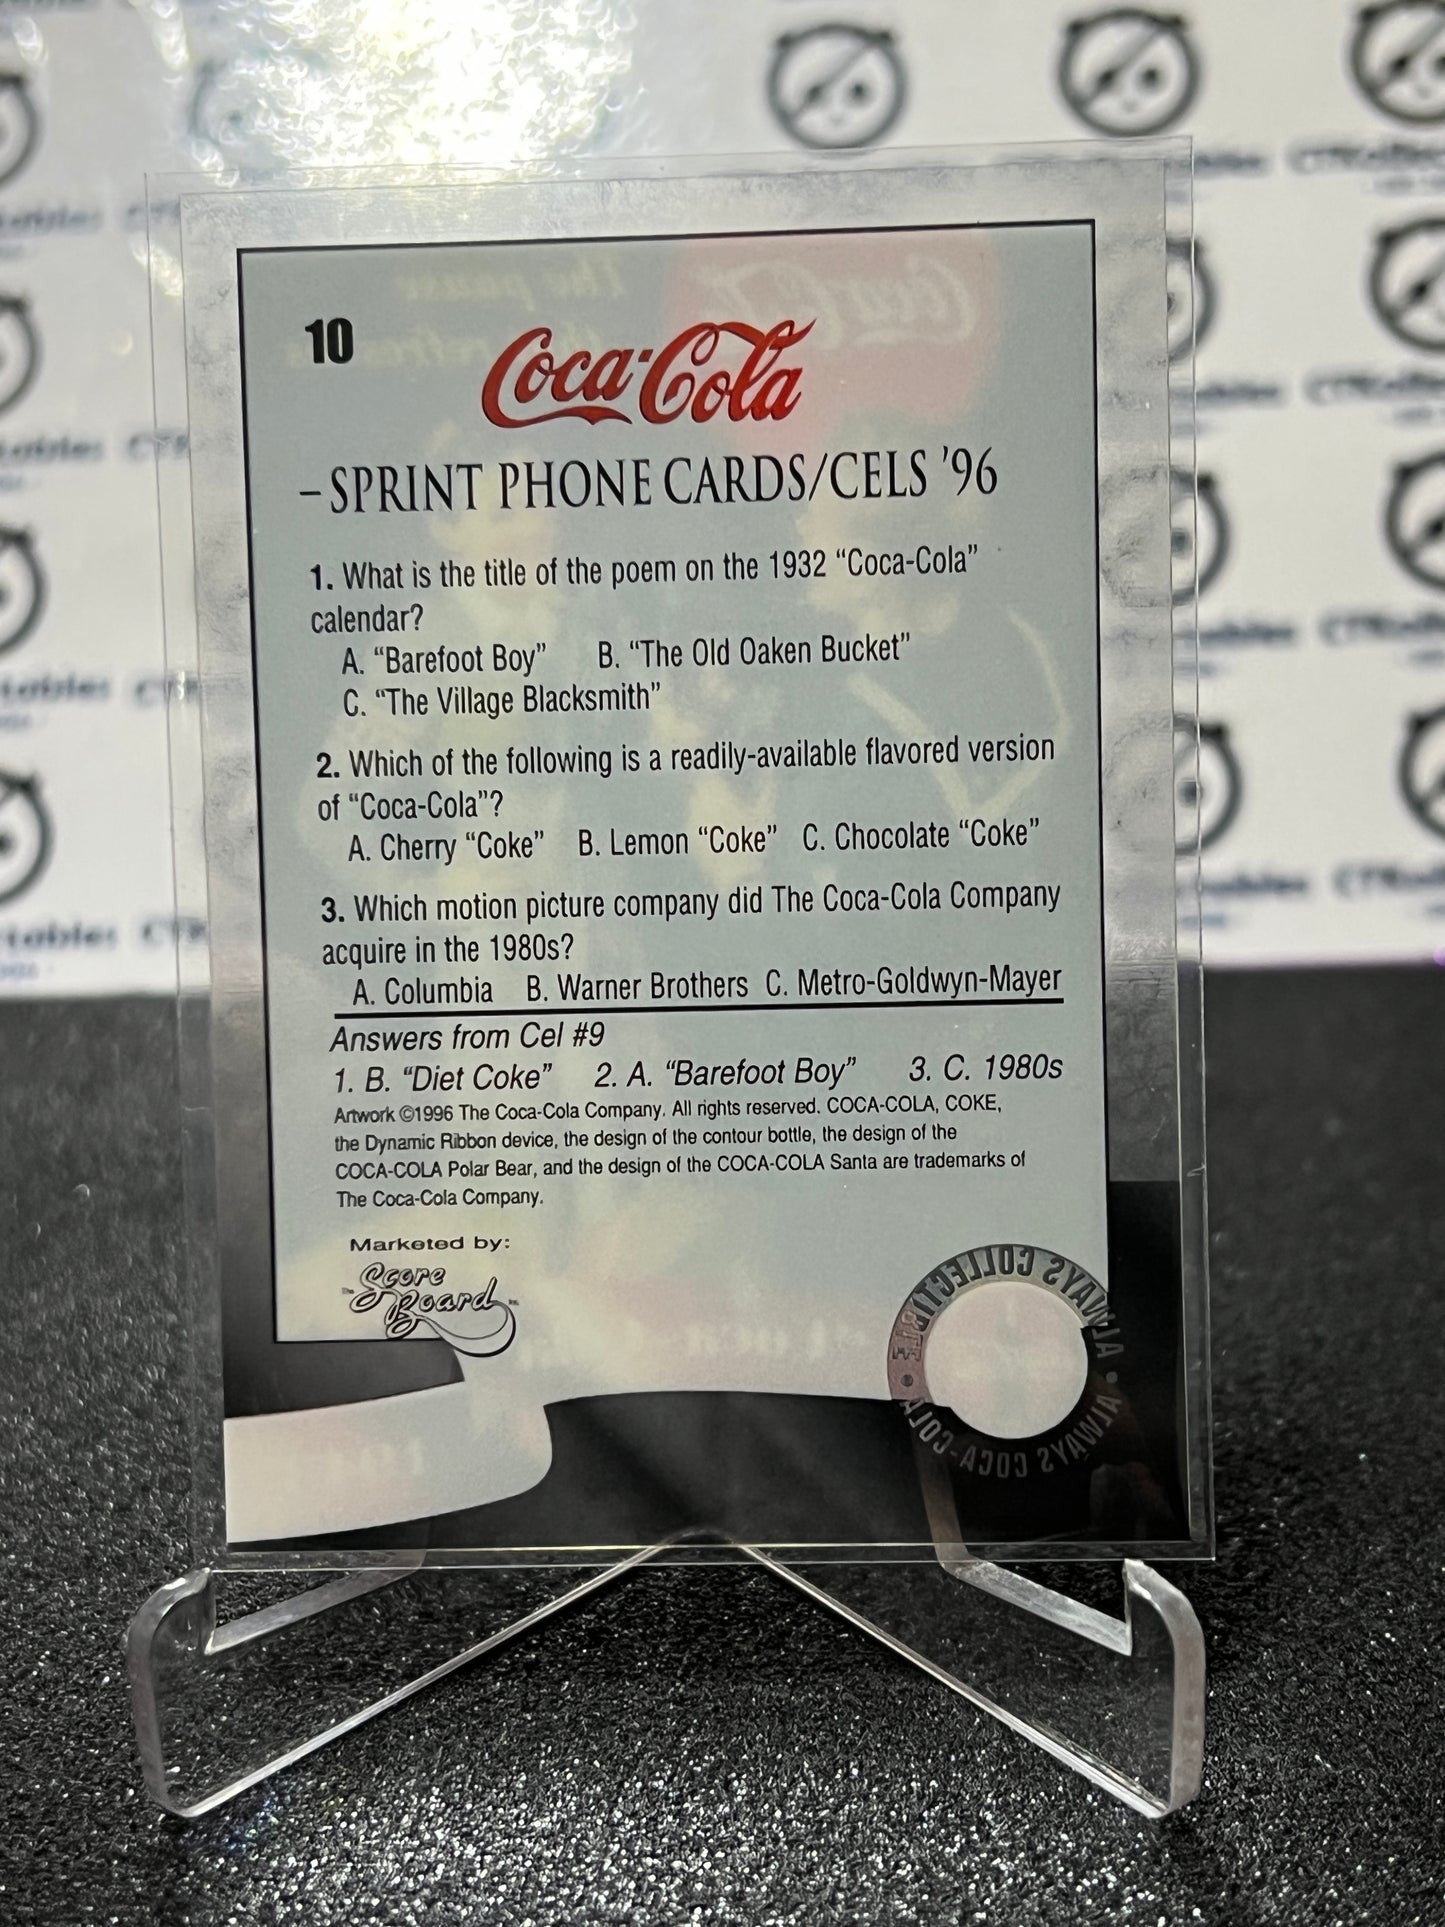 10
Coca-Cola
–SPRINT PHONE CARDS/CELS ’96
1. What is the title of the poem on the 1932 “Coca-Cola”
calendar?
A. “Barefoot Boy” B. “The Old Oaken Bucket”
C. “The Village Blacksmith”
2. Which of the following is a readily-available flavored version
of “Coca-Cola”?
A. Cherry “Coke” B. Lemon “Coke” C. Chocolate “Coke”
3. Which motion picture company did The Coca-Cola Company
acquire in the 1980s?
A. Columbia B. Warner Brothers C. Metro-Goldwyn-Mayer
Answers from Cel #9
1. B. “Diet Coke” 2. A. “Barefoot Boy” 3. C. 1980s
Artwork ©1996 The Coca-Cola Company. All rights reserved. COCA-COLA, COKE,
the Dynamic Ribbon device, the design of the contour bottle, the design of the
COCA-COLA Polar Bear, and the design of the COCA-COLA Santa are trademarks of
The Coca-Cola Company.
Marketed by:
The Score
Board
ALWAYS COLLECTIBLE • ALWAYS COCA-COLA •